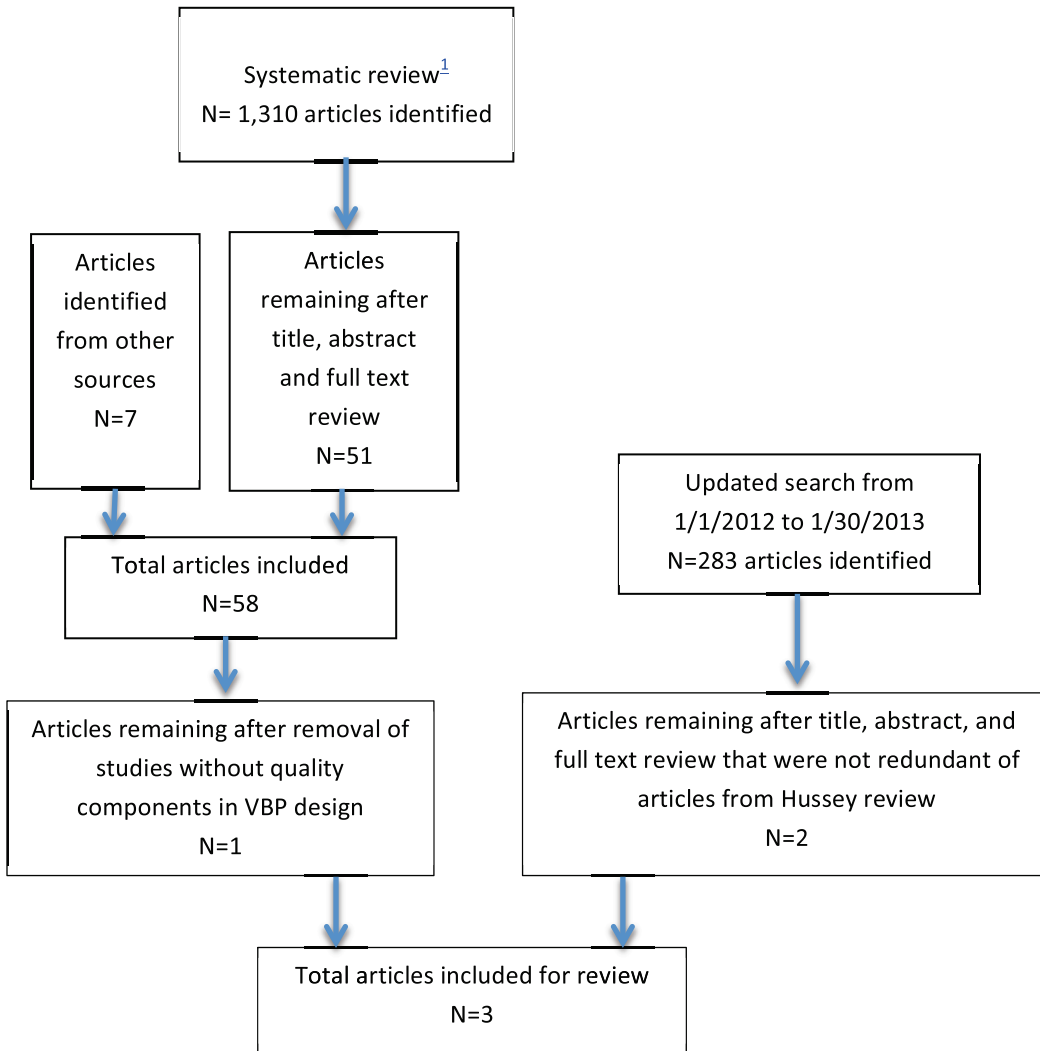 Systematic review1
N= 1,310 articles identified
Articles
identified
from other
sources
N=7
Articles
remaining after
title, abstract
and full text
review
N=51
Updated search from
1/1/2012 to 1/30/2013
N=283 articles identified
Total articles included
N=58
Articles remaining after removal of
studies without quality
components in VBP design
N=1
Articles remaining after title, abstract, and
full text review that were not redundant of
articles from Hussey review
N=2
Total articles included for review
N=3